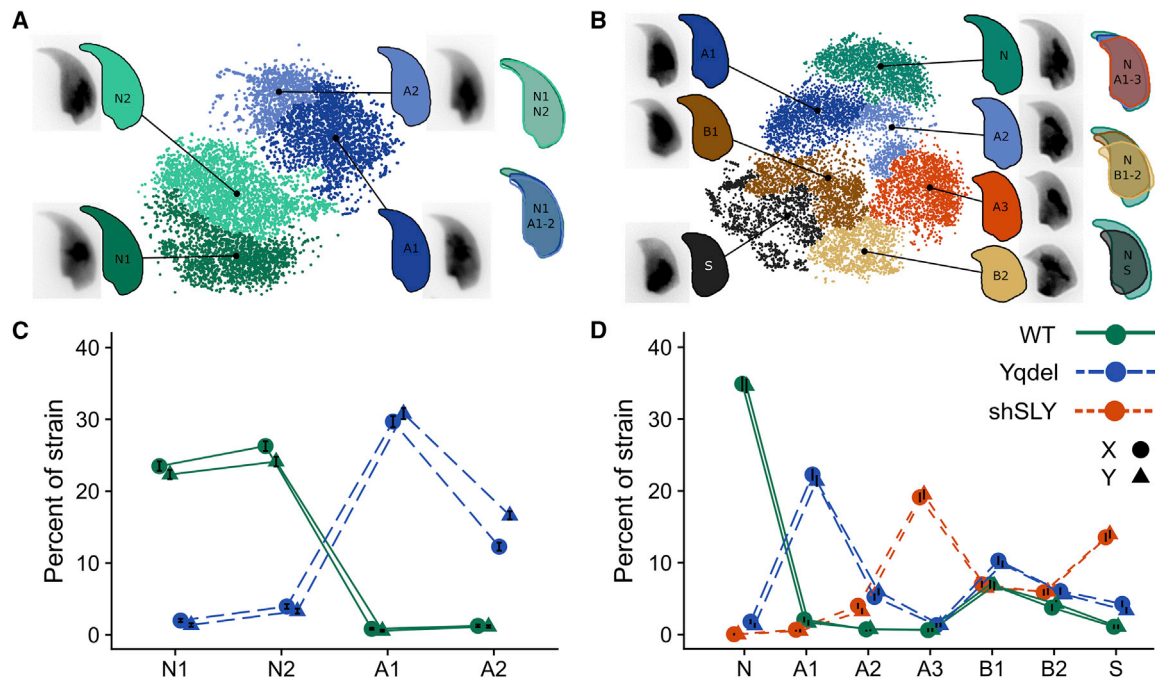 A
N2
A2
N1
N2
N1
A1-2
N1
A1
B
A1
N
N
A1-3
B1
A2
N
B1-2
A3
S
B2
N
S
C
Percent of strain
40
30
20
10
0
N1 N2 A1 A2
D
Percent of strain
40
30
20
10
0
N A1 A2 A3 B1 B2 S
WT
Yqdel
shSLY
X
Y